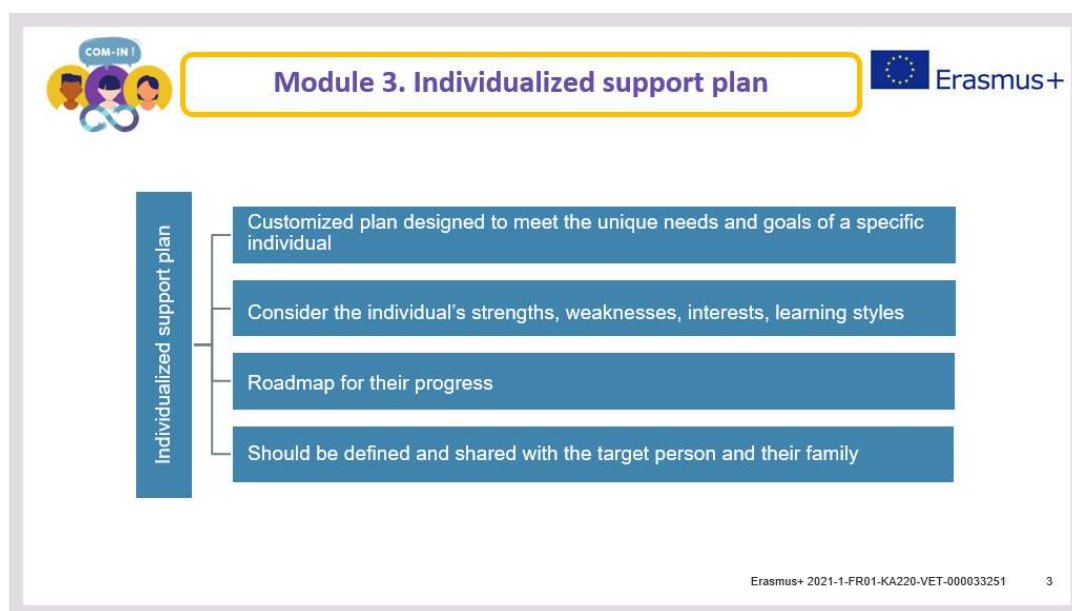 COM-IN !
Module 3. Individualized support plan
Erasmus+
Individualized support plan
Customized plan designed to meet the unique needs and goals of a specific
individual
Consider the individual's strengths, weaknesses, interests, learning styles
Roadmap for their progress
Should be defined and shared with the target person and their family
Erasmus+ 2021-1-FR01-KA220-VET-000033251
3